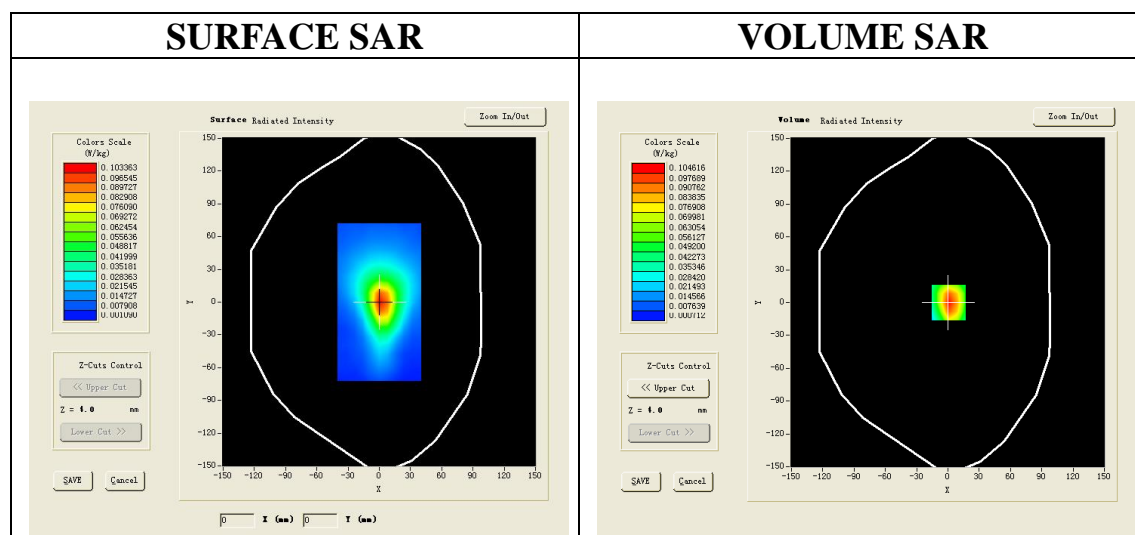 SURFACE SAR
VOLUME SAR
Surface Radiated Intensity
Zoom In/Out
Colors Scale
(W/kg)
0.103363
0.096545
0.089727
0.082908
0.076090
0.069272
0.062454
0.055636
0.048817
0.041999
0.035181
0.028363
0.021545
0.014727
0.007908
0.001090
150
120
90
60
30
0
-30
-60
-90
-120
-150
Y
-150 -120 -90 -60 -30 0 30 60 90 120 150
X
Z-Cuts Control
<< Upper Cut
Z = 4.0 mm
Lower Cut >>
SAVE
Cancel
0 X (mm) 0 Y (mm)
Volume Radiated Intensity
Zoom In/Out
Colors Scale
(W/kg)
0.104616
0.097689
0.090762
0.083835
0.076908
0.069981
0.063054
0.056127
0.049200
0.042273
0.035346
0.028420
0.021493
0.014566
0.007639
0.000712
150
120
90
60
30
0
-30
-60
-90
-120
-150
Y
-150 -120 -90 -60 -30 0 30 60 90 120 150
X
Z-Cuts Control
<< Upper Cut
Z = 4.0 mm
Lower Cut >>
SAVE
Cancel